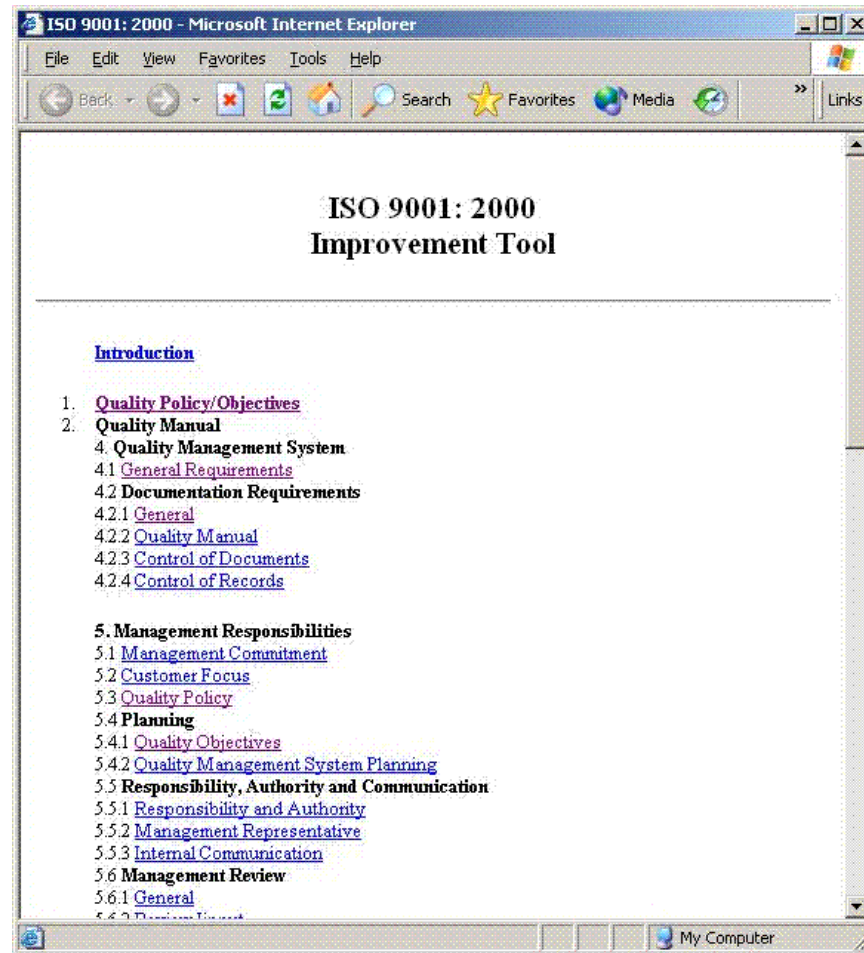 ISO 9001: 2000 - Microsoft Internet Explorer
File Edit View Favorites Tools Help
Back Search Favorites Media » Links
ISO 9001: 2000
Improvement Tool
Introduction
1. Quality Policy/Objectives
2. Quality Manual
4. Quality Management System
4.1 General Requirements
4.2 Documentation Requirements
4.2.1 General
4.2.2 Quality Manual
4.2.3 Control of Documents
4.2.4 Control of Records
5. Management Responsibilities
5.1 Management Commitment
5.2 Customer Focus
5.3 Quality Policy
5.4 Planning
5.4.1 Quality Objectives
5.4.2 Quality Management System Planning
5.5 Responsibility, Authority and Communication
5.5.1 Responsibility and Authority
5.5.2 Management Representative
5.5.3 Internal Communication
5.6 Management Review
5.6.1 General
My Computer